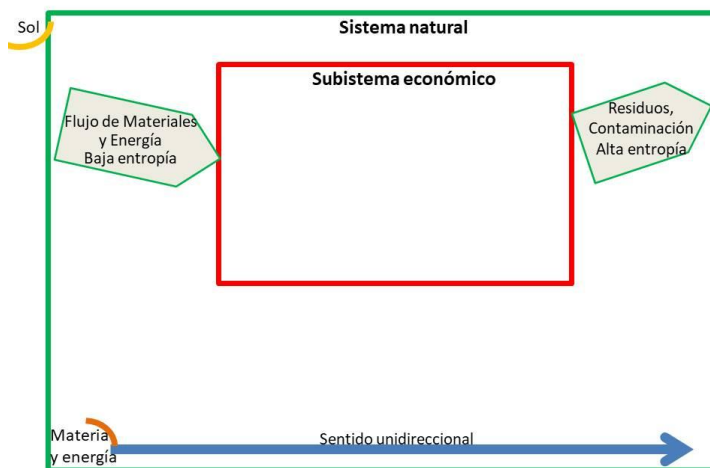 Sol
Sistema natural
Subistema económico
Flujo de Materiales
y Energía
Baja entropía
Residuos,
Contaminación
Alta entropía
Materia
y energía
Sentido unidireccional